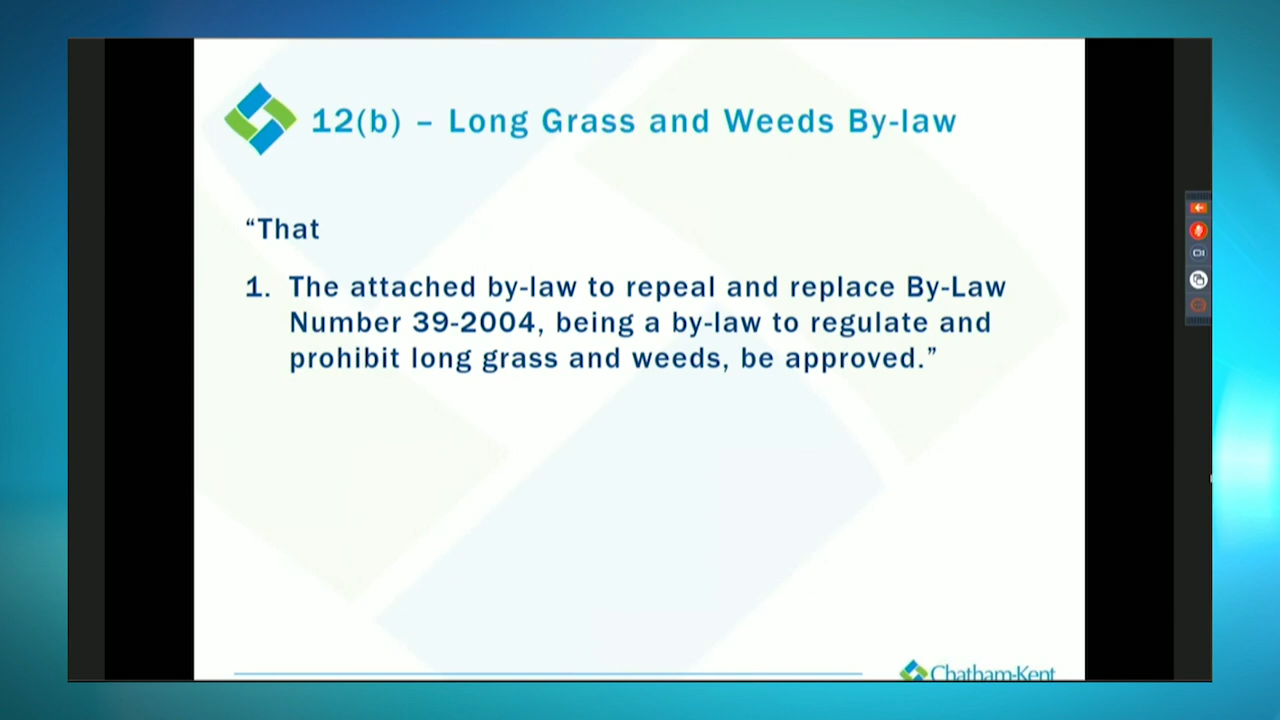 12(b) – Long Grass and Weeds By-law
“That
1. The attached by-law to repeal and replace By-Law
Number 39-2004, being a by-law to regulate and
prohibit long grass and weeds, be approved.”
Chatham-Kent